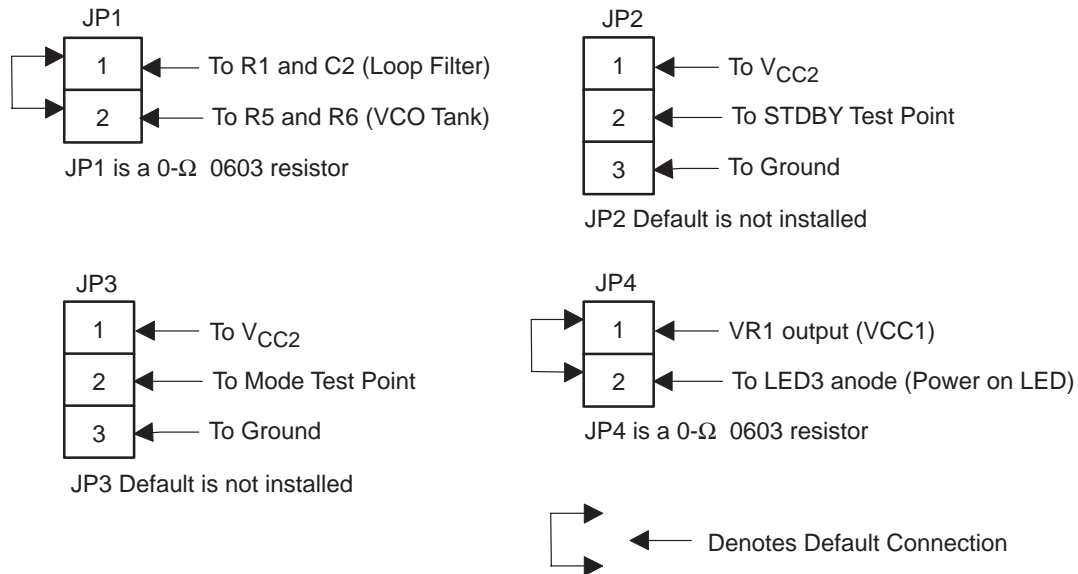 JP1
1 To R1 and C2 (Loop Filter)
2 To R5 and R6 (VCO Tank)
JP1 is a 0-Ω 0603 resistor
JP2
1 To VCC2
2 To STDBY Test Point
3 To Ground
JP2 Default is not installed
JP3
1 To VCC2
2 To Mode Test Point
3 To Ground
JP3 Default is not installed
JP4
1 VR1 output (VCC1)
2 To LED3 anode (Power on LED)
JP4 is a 0-Ω 0603 resistor
Denotes Default Connection